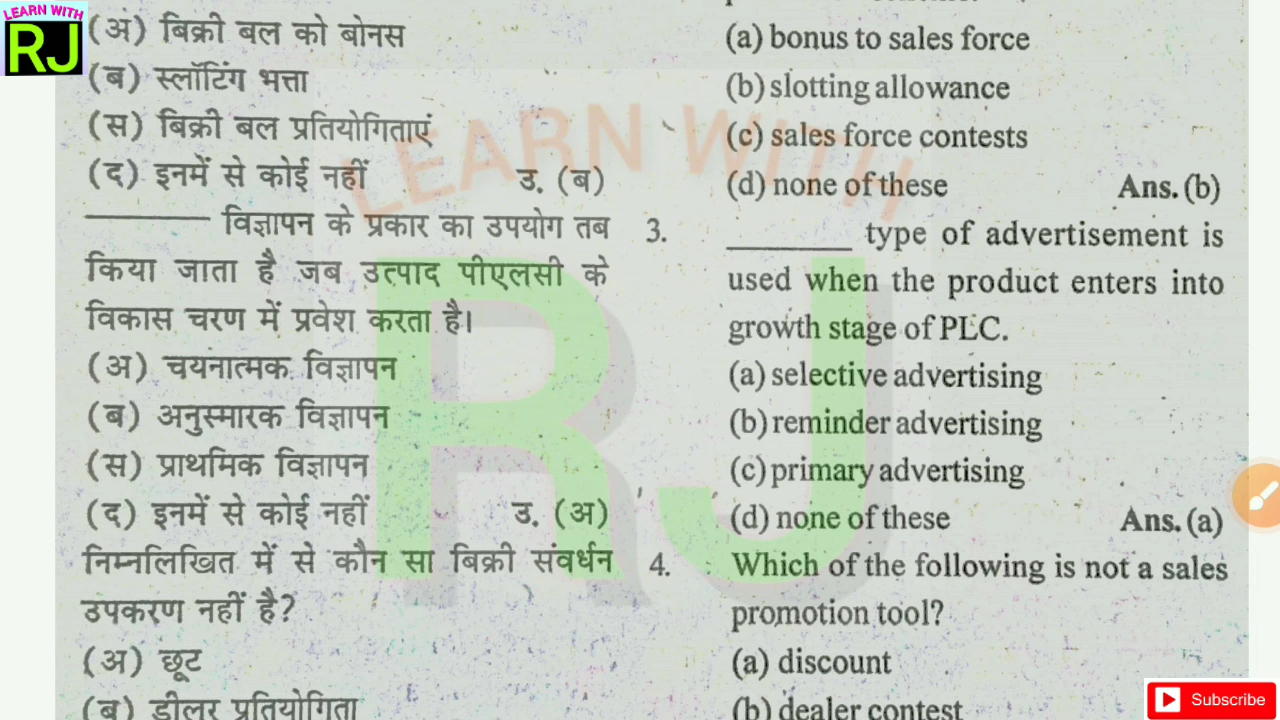 LEARN WITH
RJ
(अ) बिक्री बल को बोनस
(ब) स्लॉटिंग भत्ता
(स) बिक्री बल प्रतियोगिताएं
(द) इनमें से कोई नहीं उ. (ब)
________ विज्ञापन के प्रकार का उपयोग तब
किया जाता है जब उत्पाद पीएलसी के
विकास चरण में प्रवेश करता है।
(अ) चयनात्मक विज्ञापन
(ब) अनुस्मारक विज्ञापन
(स) प्राथमिक विज्ञापन
(द) इनमें से कोई नहीं उ. (अ)
निम्नलिखित में से कौन सा बिक्री संवर्धन
उपकरण नहीं है?
(अ) छूट
(ब) डीलर प्रतियोगिता
(a) bonus to sales force
(b) slotting allowance
(c) sales force contests
(d) none of these Ans. (b)
3. ________ type of advertisement is
used when the product enters into
growth stage of PLC.
(a) selective advertising
(b) reminder advertising
(c) primary advertising
(d) none of these Ans. (a)
4. Which of the following is not a sales
promotion tool?
(a) discount
(b) dealer contest
LEARN WITH
RJ
Subscribe